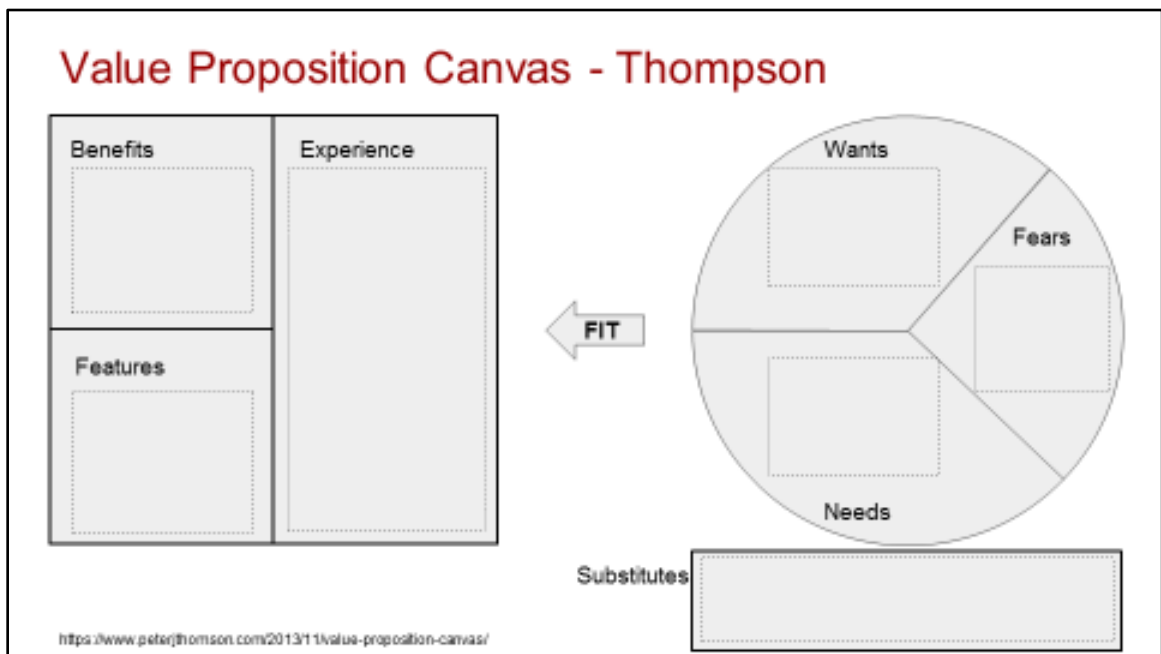 Value Proposition Canvas - Thompson
Benefits
Experience
Features
FIT
Wants
Fears
Needs
Substitutes
https://www.peterjthomson.com/2013/11/value-proposition-canvas/